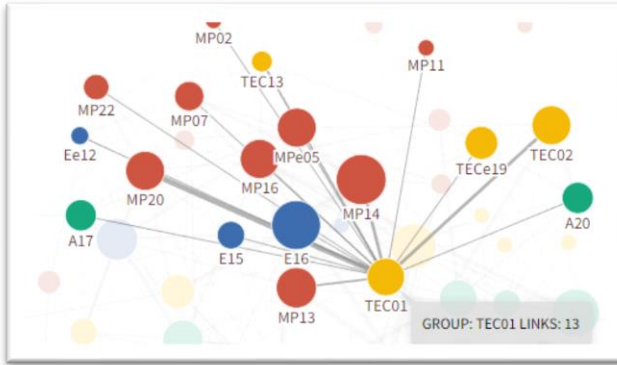 MP02
MP11
TEC13
MP22
MP07
Ee12
MPe05
TECe19
TEC02
MP16
MP20
MP14
A20
A17
E15
E16
TEC01
MP13
GROUP: TEC01 LINKS: 13